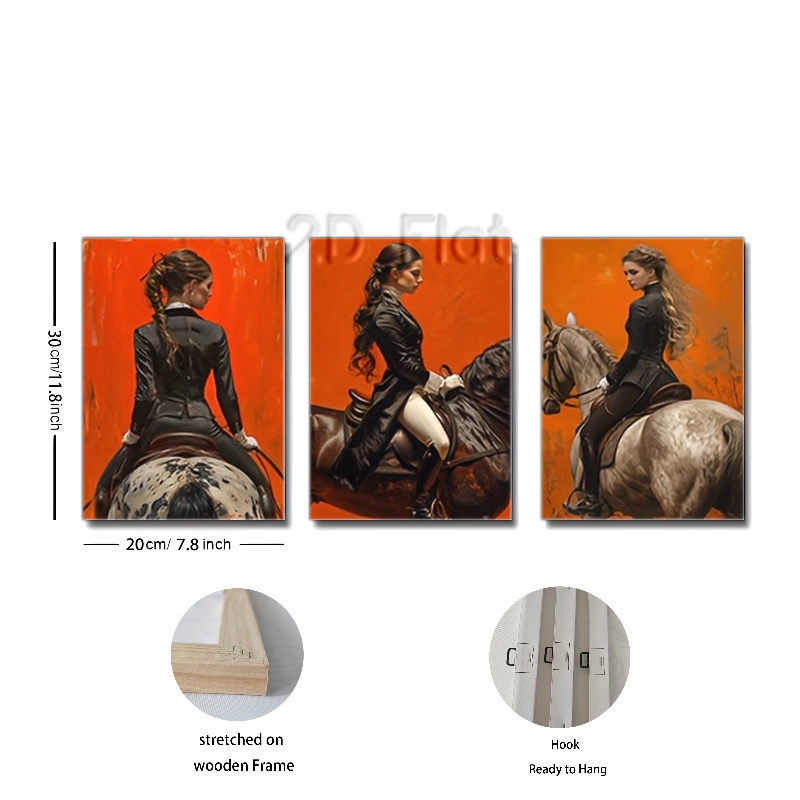 2D Flat
30cm/11.8inch
20cm/ 7.8 inch
stretched on
wooden Frame
Hook
Ready to Hang